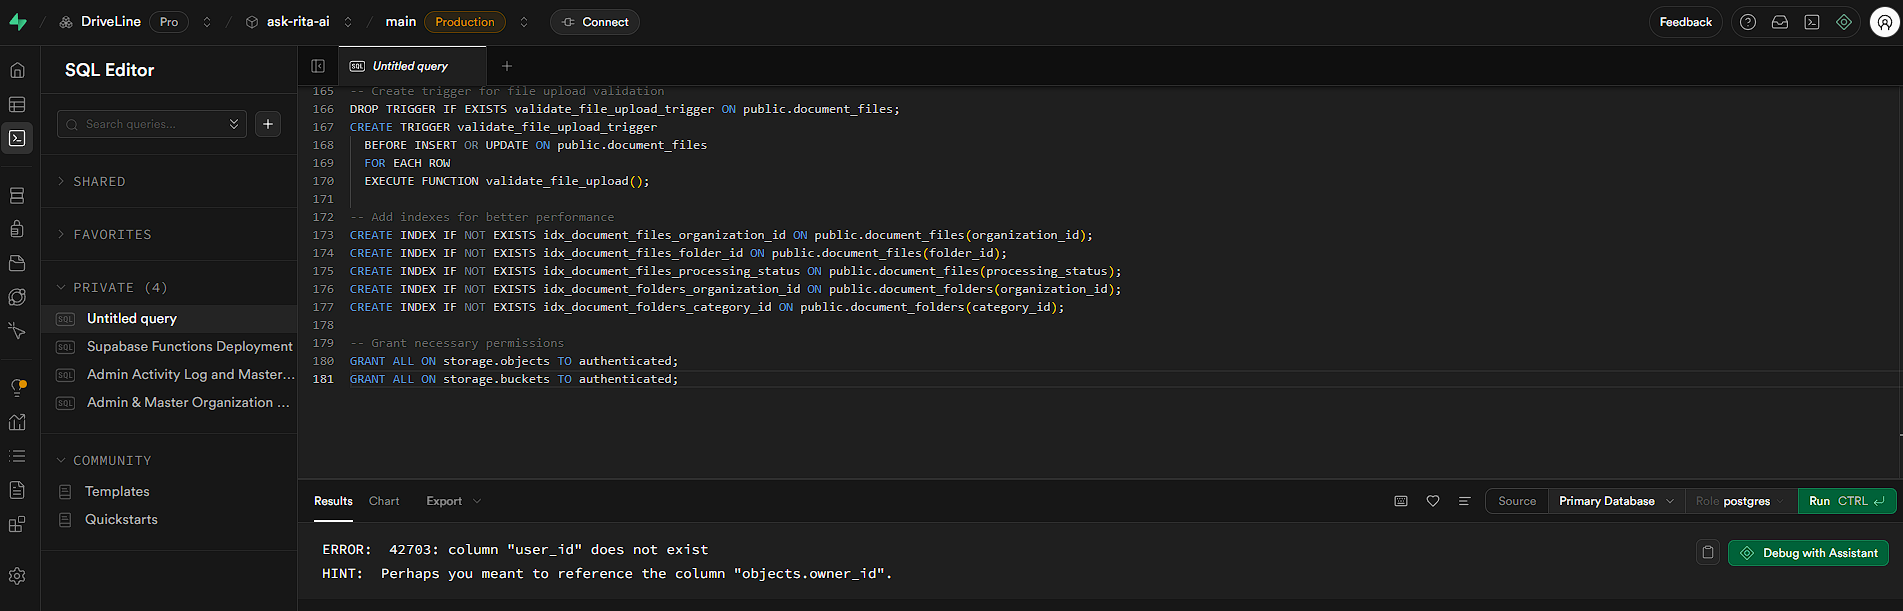 DriveLine Pro / ask-rita-ai / main Production Connect
Feedback
SQL Editor
Untitled query
Search queries...
SHARED
FAVORITES
PRIVATE (4)
SQL Untitled query
SQL Supabase Functions Deployment
SQL Admin Activity Log and Master...
SQL Admin & Master Organization ...
COMMUNITY
Templates
Quickstarts
165 -- Create trigger for file upload validation
166 DROP TRIGGER IF EXISTS validate_file_upload_trigger ON public.document_files;
167 CREATE TRIGGER validate_file_upload_trigger
168 BEFORE INSERT OR UPDATE ON public.document_files
169 FOR EACH ROW
170 EXECUTE FUNCTION validate_file_upload();
171
172 -- Add indexes for better performance
173 CREATE INDEX IF NOT EXISTS idx_document_files_organization_id ON public.document_files(organization_id);
174 CREATE INDEX IF NOT EXISTS idx_document_files_folder_id ON public.document_files(folder_id);
175 CREATE INDEX IF NOT EXISTS idx_document_files_processing_status ON public.document_files(processing_status);
176 CREATE INDEX IF NOT EXISTS idx_document_folders_organization_id ON public.document_folders(organization_id);
177 CREATE INDEX IF NOT EXISTS idx_document_folders_category_id ON public.document_folders(category_id);
178
179 -- Grant necessary permissions
180 GRANT ALL ON storage.objects TO authenticated;
181 GRANT ALL ON storage.buckets TO authenticated;
Results Chart Export
Source Primary Database Role postgres Run CTRL
ERROR: 42703: column "user_id" does not exist
HINT: Perhaps you meant to reference the column "objects.owner_id".
Debug with Assistant